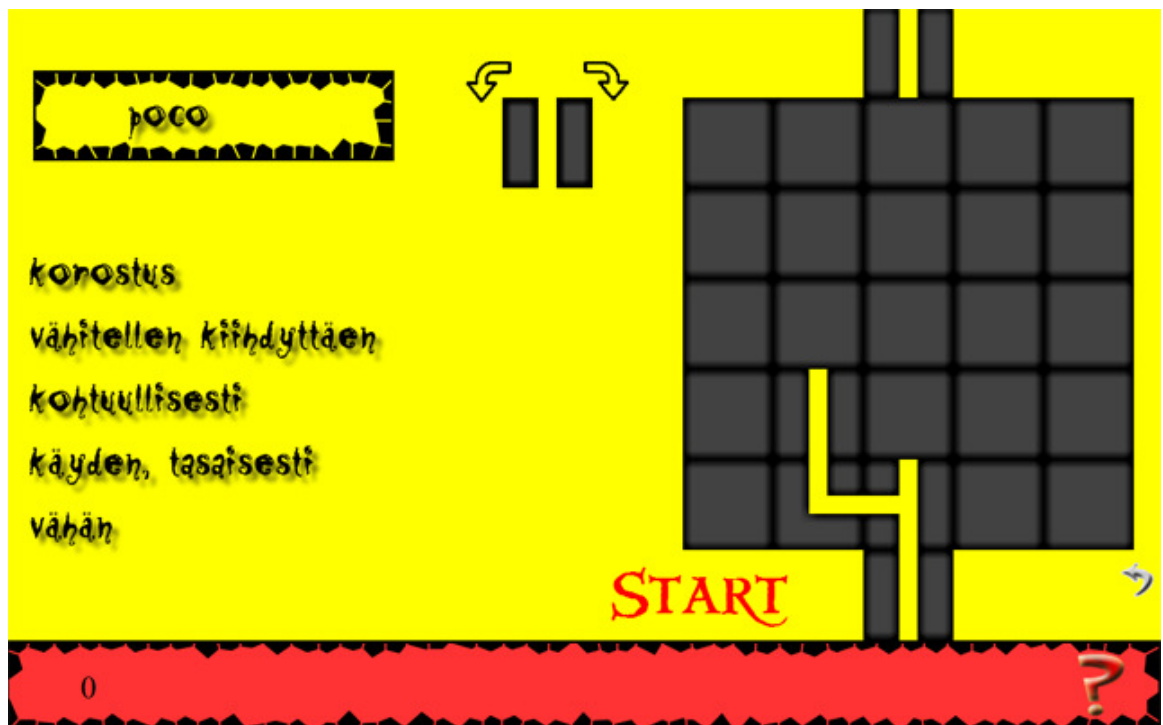 poco
korostus
vähitellen kiihdyttäen
kohtuullisesti
käyden, tasaisesti
vähän
START
0
?